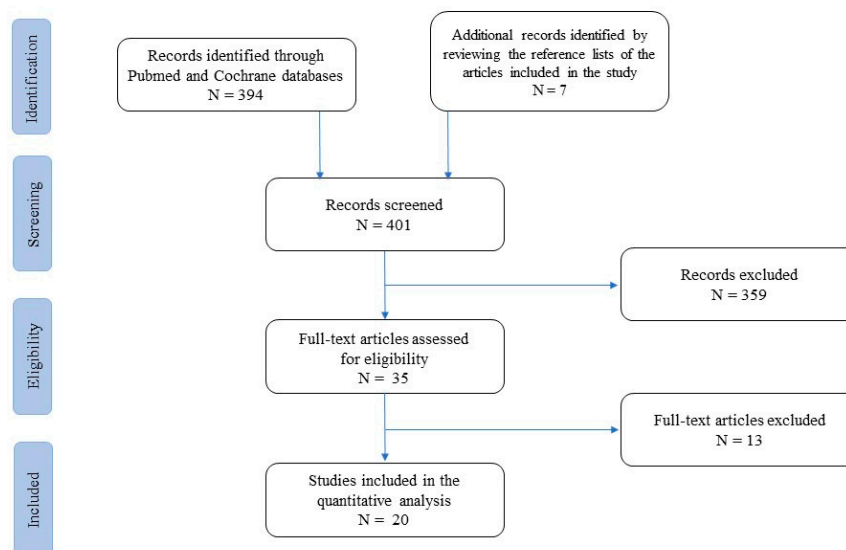 Identification
Records identified through
Pubmed and Cochrane databases
N = 394
Additional records identified by
reviewing the reference lists of the
articles included in the study
N = 7
Screening
Records screened
N = 401
Records excluded
N = 359
Eligibility
Full-text articles assessed
for eligibility
N = 35
Full-text articles excluded
N = 13
Included
Studies included in the
quantitative analysis
N = 20